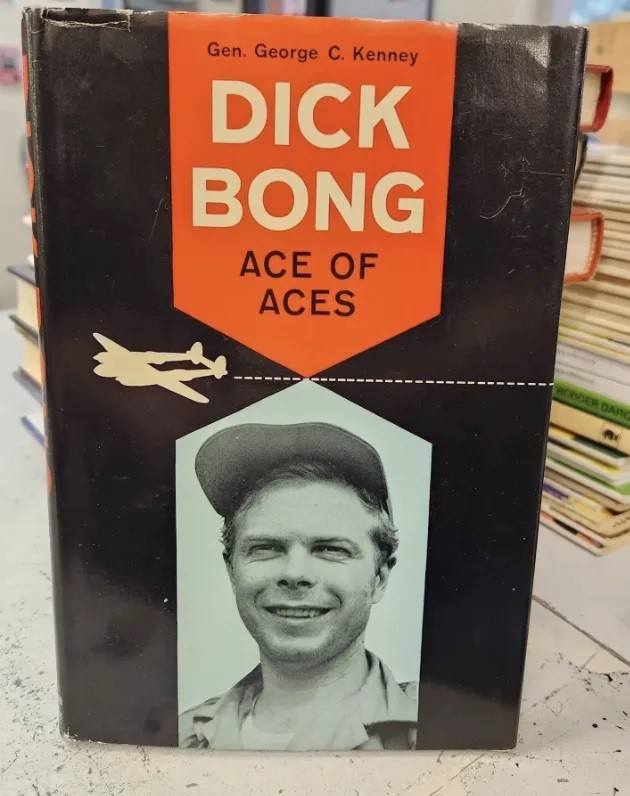 Gen. George C. Kenney
DICK
BONG
ACE OF
ACES